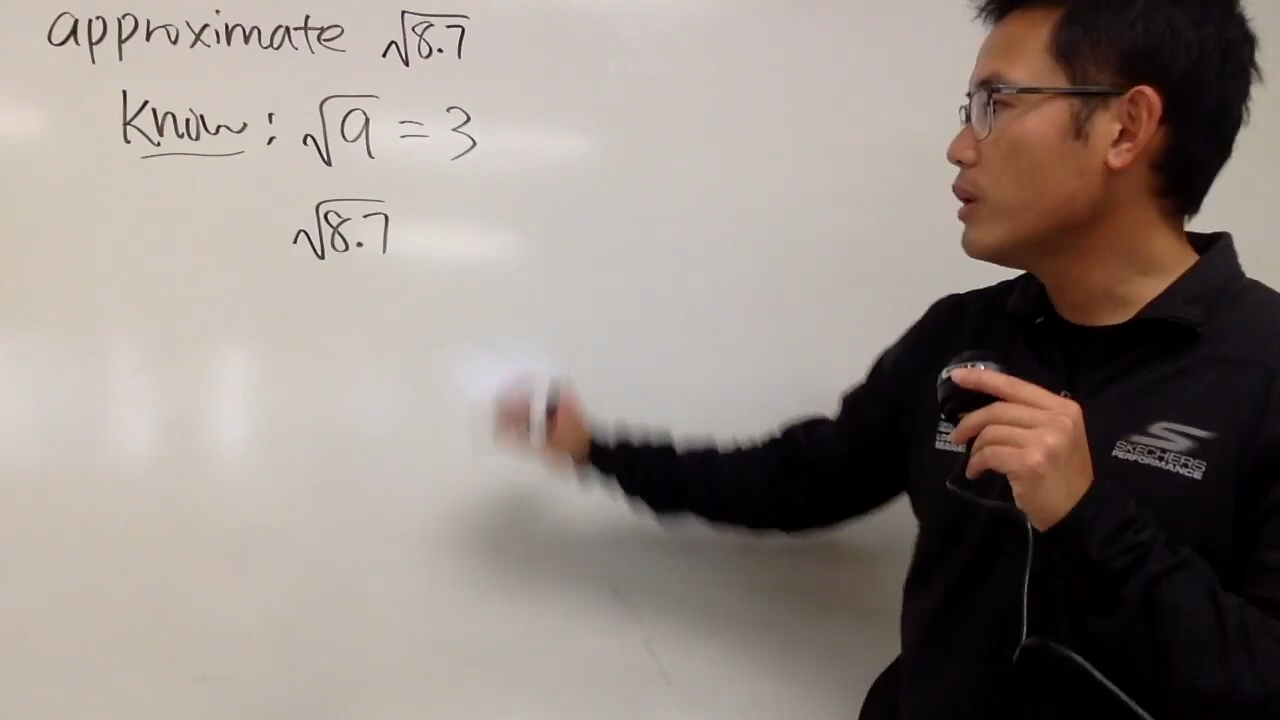 approximate √8.7
Know: √9 = 3
√8.7
SKECHERS
PERFORMANCE